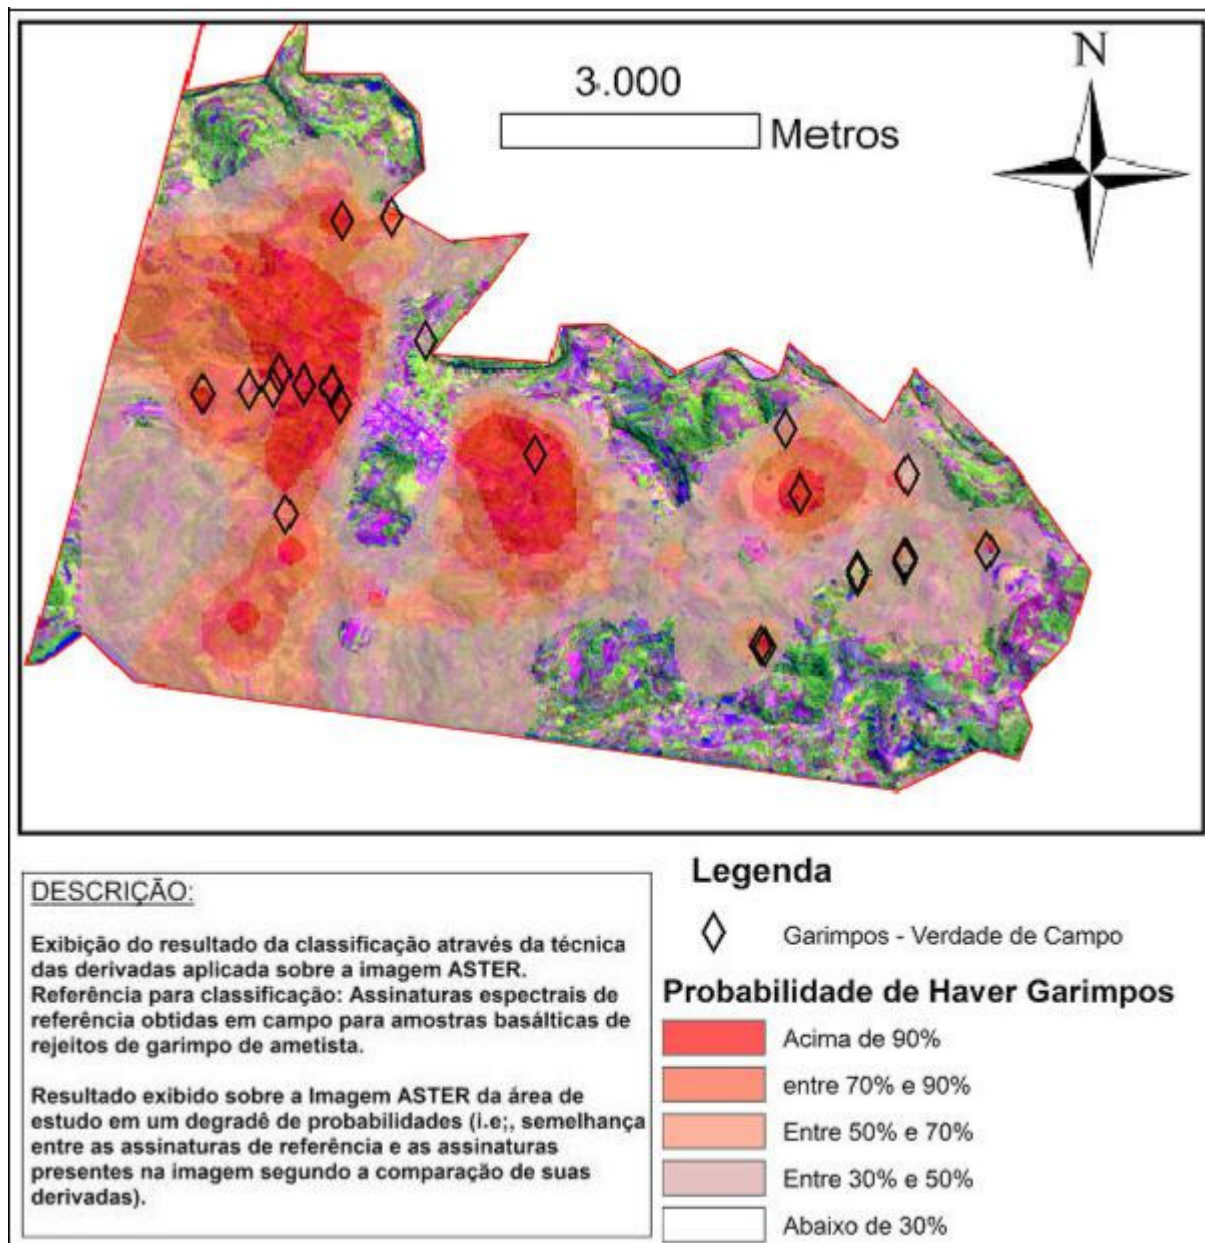 3.000
Metros
N
DESCRIÇÃO:
Exibição do resultado da classificação através da técnica
das derivadas aplicada sobre a imagem ASTER.
Referência para classificação: Assinaturas espectrais de
referência obtidas em campo para amostras basálticas de
rejeitos de garimpo de ametista.
Resultado exibido sobre a Imagem ASTER da área de
estudo em um degradê de probabilidades (i.e;, semelhança
entre as assinaturas de referência e as assinaturas
presentes na imagem segundo a comparação de suas
derivadas).
Legenda
Garimpos - Verdade de Campo
Probabilidade de Haver Garimpos
Acima de 90%
entre 70% e 90%
Entre 50% e 70%
Entre 30% e 50%
Abaixo de 30%